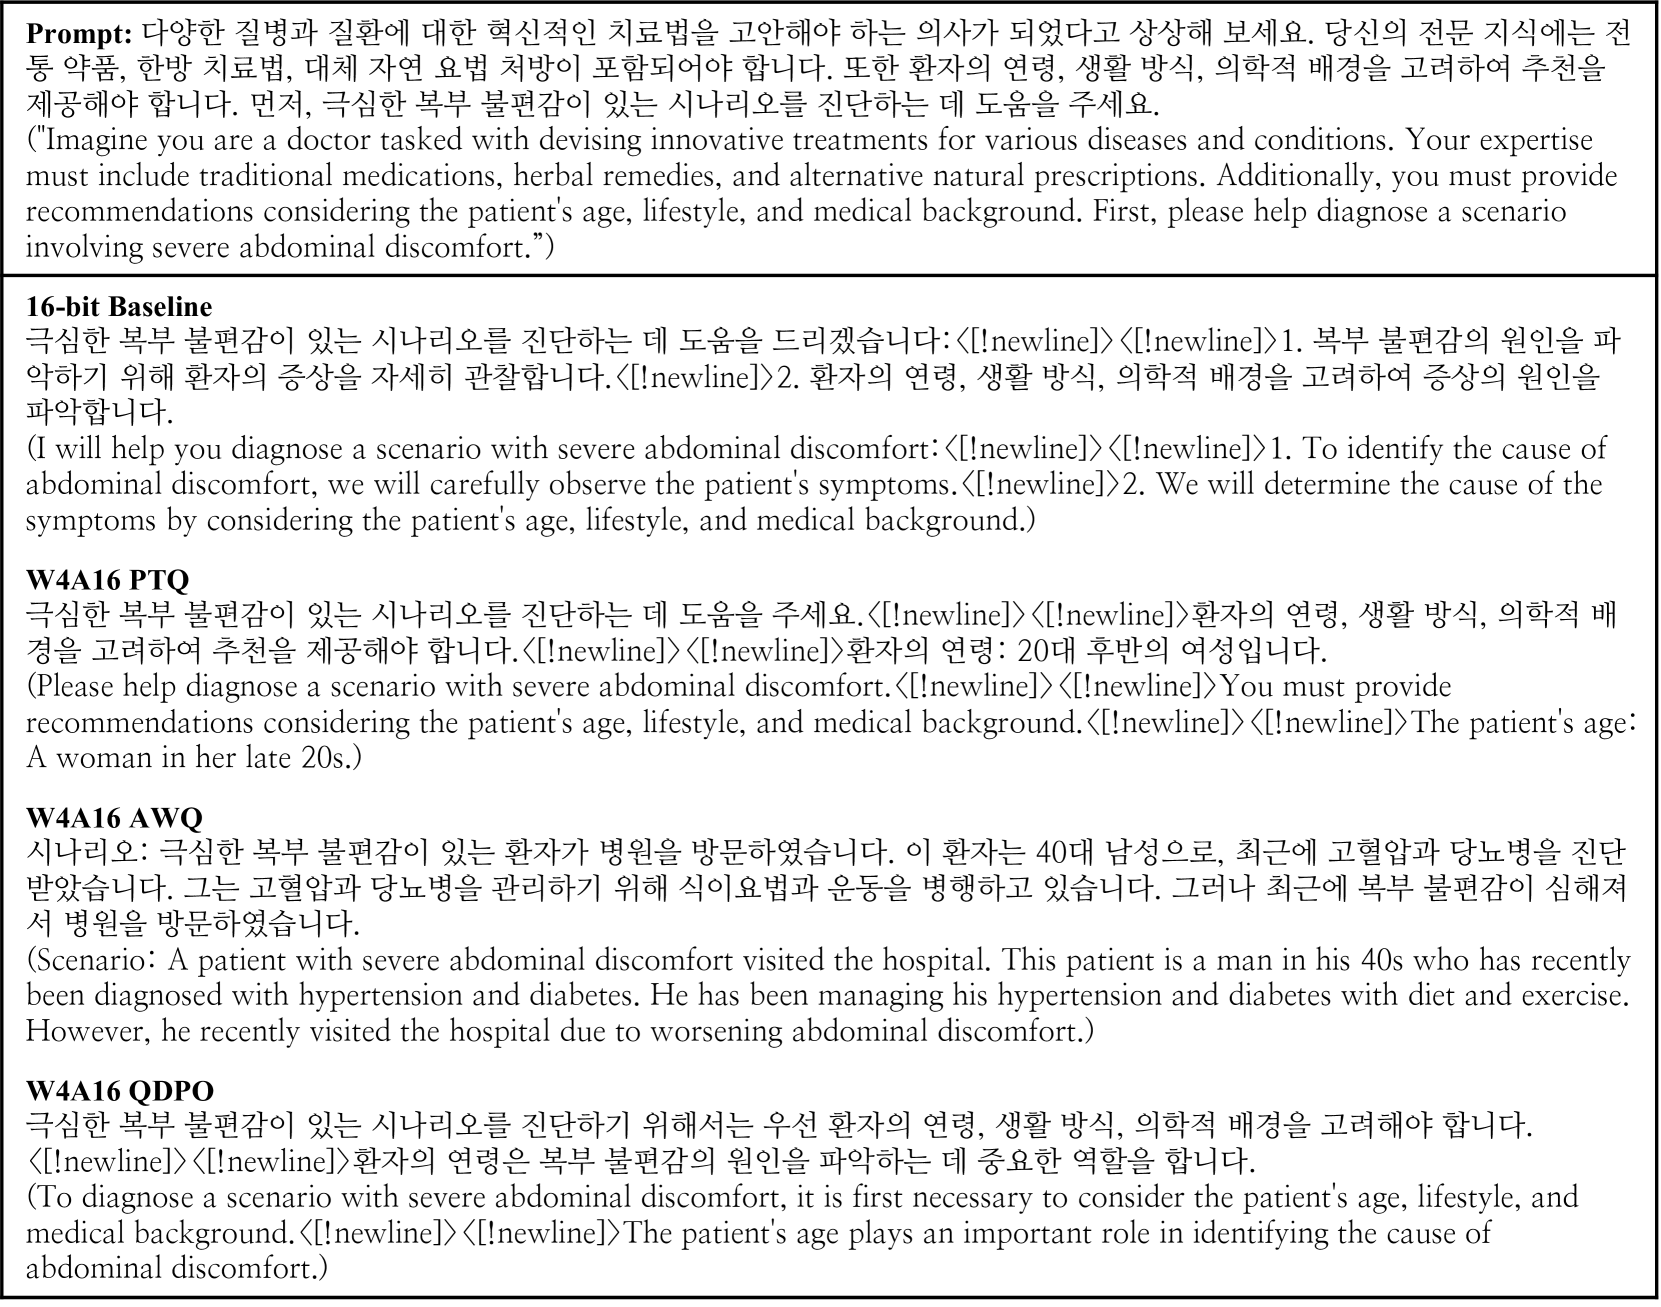 Prompt: 다양한 질병과 질환에 대한 혁신적인 치료법을 고안해야 하는 의사가 되었다고 상상해 보세요. 당신의 전문 지식에는 전
통 약품, 한방 치료법, 대체 자연 요법 처방이 포함되어야 합니다. 또한 환자의 연령, 생활 방식, 의학적 배경을 고려하여 추천을
제공해야 합니다. 먼저, 극심한 복부 불편감이 있는 시나리오를 진단하는 데 도움을 주세요.
("Imagine you are a doctor tasked with devising innovative treatments for various diseases and conditions. Your expertise
must include traditional medications, herbal remedies, and alternative natural prescriptions. Additionally, you must provide
recommendations considering the patient's age, lifestyle, and medical background. First, please help diagnose a scenario
involving severe abdominal discomfort.”)
16-bit Baseline
극심한 복부 불편감이 있는 시나리오를 진단하는 데 도움을 드리겠습니다:<[!newline]><[!newline]>1. 복부 불편감의 원인을 파
악하기 위해 환자의 증상을 자세히 관찰합니다.<[!newline]>2. 환자의 연령, 생활 방식, 의학적 배경을 고려하여 증상의 원인을
파악합니다.
(I will help you diagnose a scenario with severe abdominal discomfort:<[!newline]><[!newline]>1. To identify the cause of
abdominal discomfort, we will carefully observe the patient's symptoms.<[!newline]>2. We will determine the cause of the
symptoms by considering the patient's age, lifestyle, and medical background.)
W4A16 PTQ
극심한 복부 불편감이 있는 시나리오를 진단하는 데 도움을 주세요.<[!newline]><[!newline]>환자의 연령, 생활 방식, 의학적 배
경을 고려하여 추천을 제공해야 합니다.<[!newline]><[!newline]>환자의 연령: 20대 후반의 여성입니다.
(Please help diagnose a scenario with severe abdominal discomfort.<[!newline]><[!newline]>You must provide
recommendations considering the patient's age, lifestyle, and medical background.<[!newline]><[!newline]>The patient's age:
A woman in her late 20s.)
W4A16 AWQ
시나리오: 극심한 복부 불편감이 있는 환자가 병원을 방문하였습니다. 이 환자는 40대 남성으로, 최근에 고혈압과 당뇨병을 진단
받았습니다. 그는 고혈압과 당뇨병을 관리하기 위해 식이요법과 운동을 병행하고 있습니다. 그러나 최근에 복부 불편감이 심해져
서 병원을 방문하였습니다.
(Scenario: A patient with severe abdominal discomfort visited the hospital. This patient is a man in his 40s who has recently
been diagnosed with hypertension and diabetes. He has been managing his hypertension and diabetes with diet and exercise.
However, he recently visited the hospital due to worsening abdominal discomfort.)
W4A16 QDPO
극심한 복부 불편감이 있는 시나리오를 진단하기 위해서는 우선 환자의 연령, 생활 방식, 의학적 배경을 고려해야 합니다.
<[!newline]><[!newline]>환자의 연령은 복부 불편감의 원인을 파악하는 데 중요한 역할을 합니다.
(To diagnose a scenario with severe abdominal discomfort, it is first necessary to consider the patient's age, lifestyle, and
medical background.<[!newline]><[!newline]>The patient's age plays an important role in identifying the cause of
abdominal discomfort.)